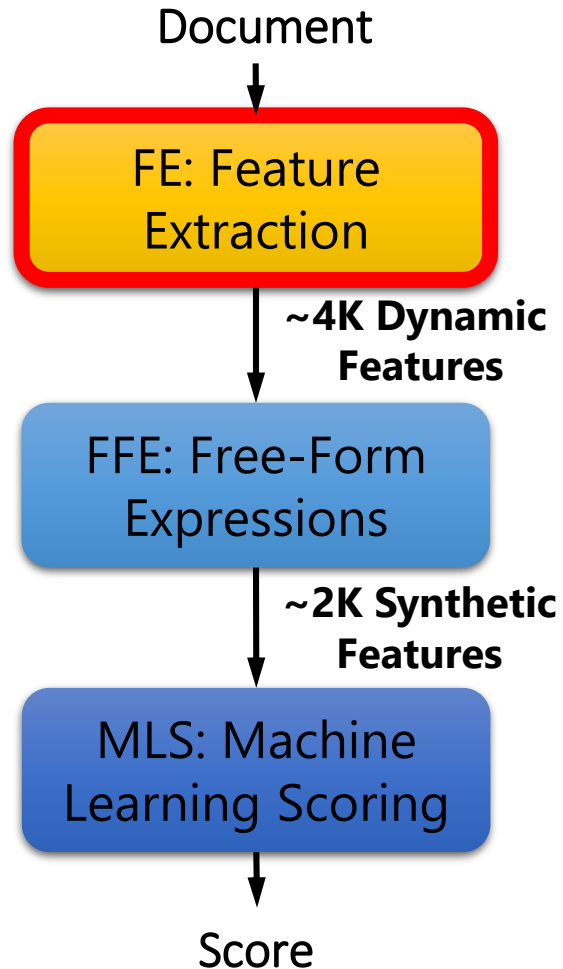 Document
FE: Feature
Extraction
~4K Dynamic
Features
FFE: Free-Form
Expressions
~2K Synthetic
Features
MLS: Machine
Learning Scoring
Score